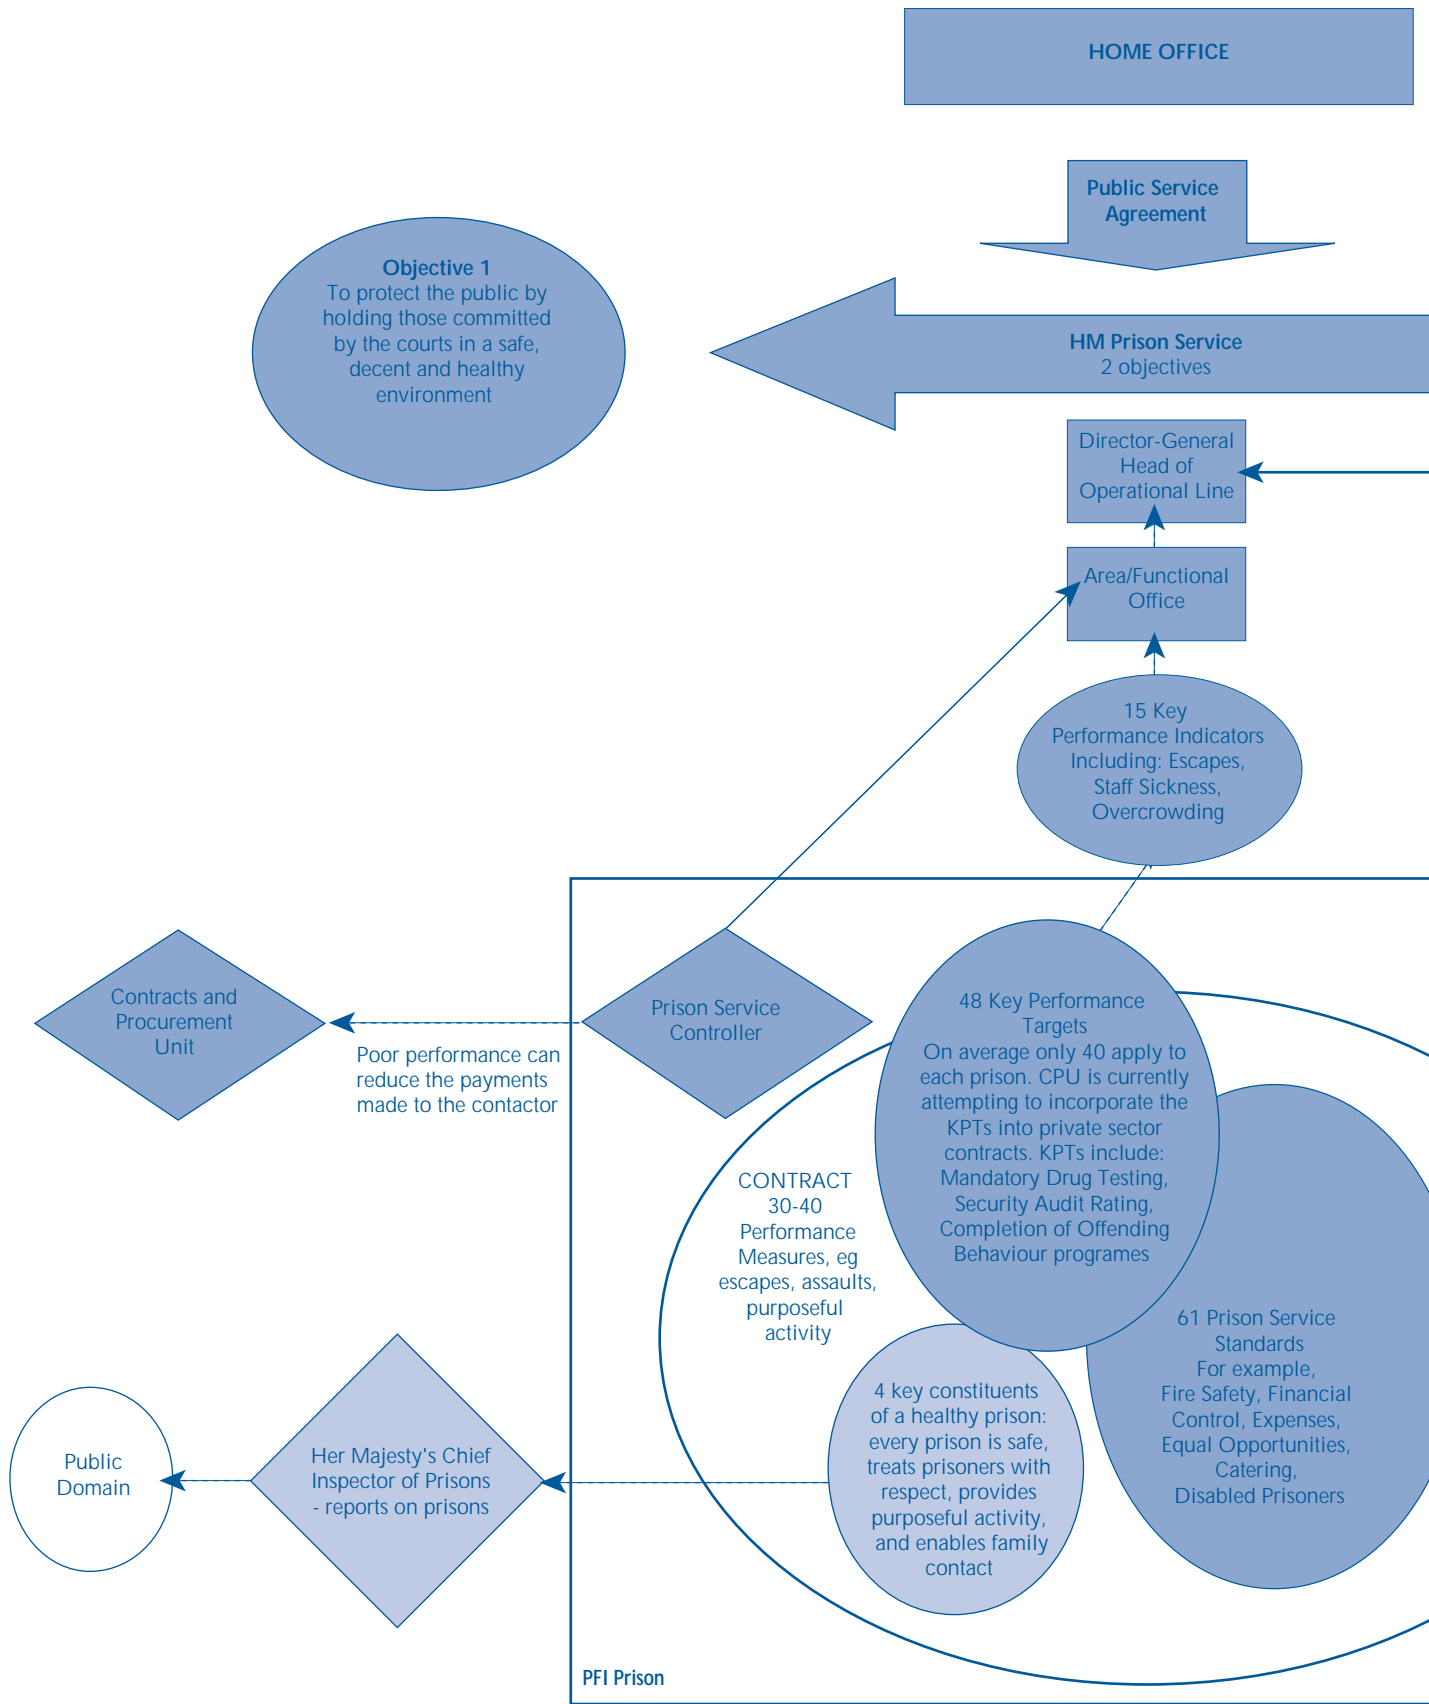 HOME OFFICE
Public Service
Agreement
Objective 1
To protect the public by
holding those committed
by the courts in a safe,
decent and healthy
environment
HM Prison Service
2 objectives
Director-General
Head of
Operational Line
Area/Functional
Office
15 Key
Performance Indicators
Including: Escapes,
Staff Sickness,
Overcrowding
Contracts and
Procurement
Unit
Poor performance can
reduce the payments
made to the contactor
Prison Service
Controller
48 Key Performance
Targets
On average only 40 apply to
each prison. CPU is currently
attempting to incorporate the
KPTs into private sector
contracts. KPTs include:
Mandatory Drug Testing,
Security Audit Rating,
Completion of Offending
Behaviour programes
CONTRACT
30-40
Performance
Measures, eg
escapes, assaults,
purposeful
activity
61 Prison Service
Standards
For example,
Fire Safety, Financial
Control, Expenses,
Equal Opportunities,
Catering,
Disabled Prisoners
4 key constituents
of a healthy prison:
every prison is safe,
treats prisoners with
respect, provides
purposeful activity,
and enables family
contact
Her Majesty's Chief
Inspector of Prisons
- reports on prisons
Public
Domain
PFI Prison